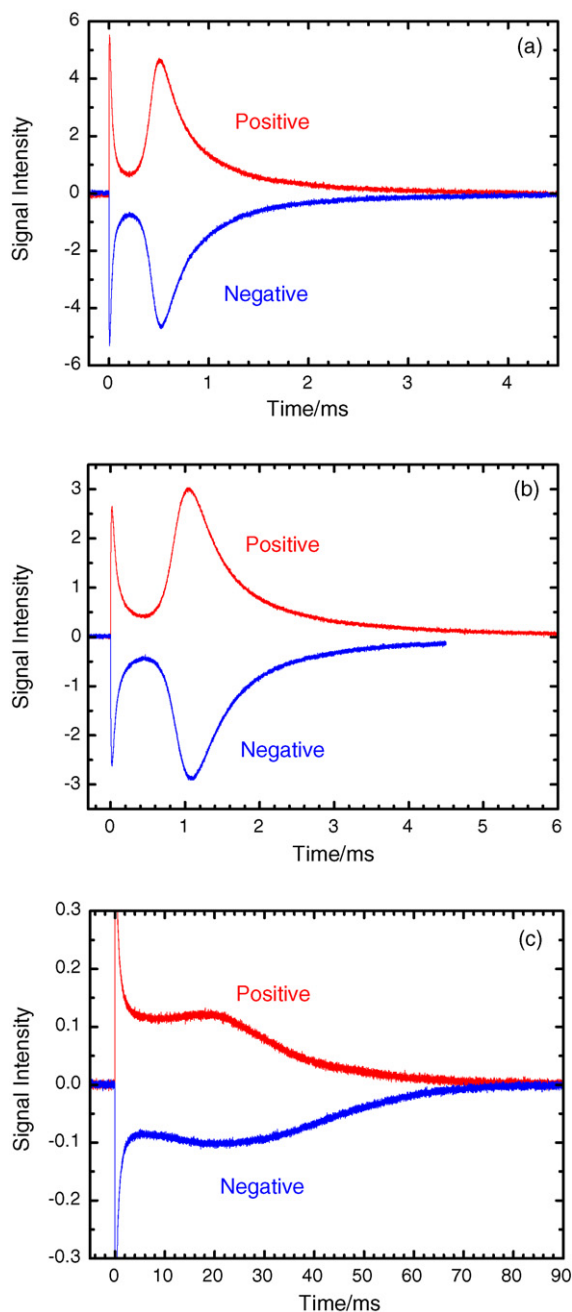 (a)
6
4
2
0
-2
-4
-6
Signal Intensity
Positive
Negative
0 1 2 3 4
Time/ms
(b)
3
2
1
0
-1
-2
-3
Signal Intensity
Positive
Negative
0 1 2 3 4 5 6
Time/ms
(c)
0.3
0.2
0.1
0.0
-0.1
-0.2
-0.3
Signal Intensity
Positive
Negative
0 10 20 30 40 50 60 70 80 90
Time/ms